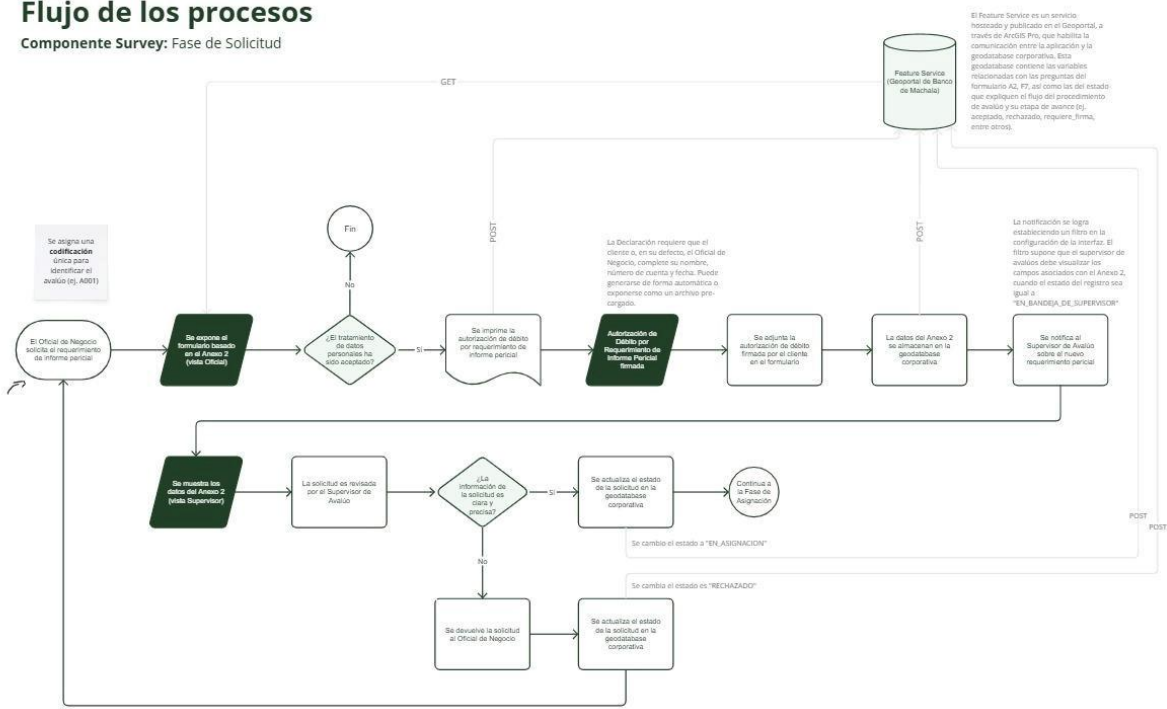 Flujo de los procesos
Componente Survey: Fase de Solicitud
El Feature Service es un servicio
hosteado y publicado en el Geoportal, a
través de ArcGIS Pro, que habilita la
comunicación entre la aplicación y la
geodatabase corporativa. Esta
geodatabase contiene las variables
relacionadas con las preguntas del
formulario A2, F7, así como las del estado
que expliquen el flujo del procedimiento
de avalúo y su etapa de avance (ej.
aceptado, rechazado, requiere_firma,
entre otros).
Feature Service
(Geoportal de Banco
de Machala)
GET
POST
POST
Se asigna una
codificación
única para
identificar el
avalúo (ej. A001)
Fin
No
La Declaración requiere que el
cliente o, en su defecto, el Oficial de
Negocio, complete su nombre,
número de cuenta y fecha. Puede
generarse de forma automática o
exponerse como un archivo pre-
cargado.
La notificación se logra
estableciendo un filtro en la
configuración de la interfaz. El
filtro supone que el supervisor de
avalúos debe visualizar los
campos asociados con el Anexo 2,
cuando el estado del registro sea
igual a
"EN_BANDEJA_DE_SUPERVISOR"
El Oficial de Negocio
solicita el requerimiento
de informe pericial
Se expone el
formulario basado
en el Anexo 2
(vista Oficial)
¿El tratamiento
de datos
personales ha
sido aceptado?
Si
Se imprime la
autorización de débito
por requerimiento de
informe pericial
Autorización de
Débito por
Requerimiento de
Informe Pericial
firmada
Se adjunta la
autorización de débito
firmada por el cliente
en el formulario
La datos del Anexo 2
se almacenan en la
geodatabase
corporativa
Se notifica al
Supervisor de Avalúo
sobre el nuevo
requerimiento pericial
Se muestra los
datos del Anexo 2
(vista Supervisor)
La solicitud es revisada
por el Supervisor de
Avalúo
¿La
información de
la solicitud es
clara y
precisa?
Si
Se actualiza el estado
de la solicitud en la
geodatabase
corporativa
Continua a
la Fase de
Asignación
POST
POST
Se cambio el estado a "EN_ASIGNACION"
No
Se cambia el estado es "RECHAZADO"
Se devuelve la solicitud
al Oficial de Negocio
Se actualiza el estado
de la solicitud en la
geodatabase
corporativa